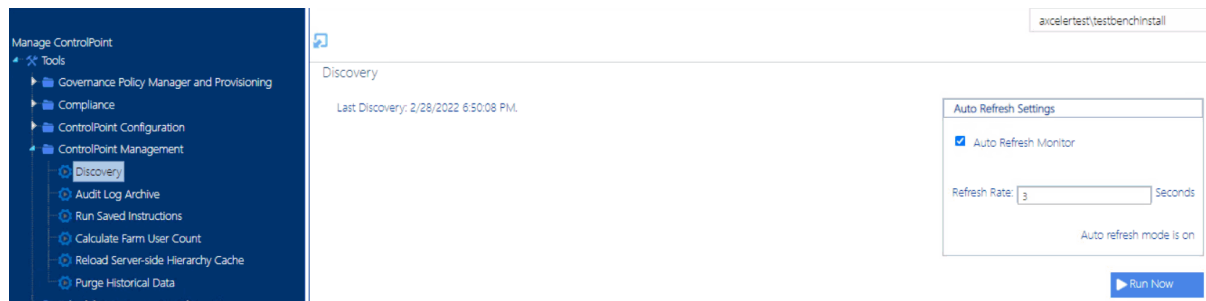 axcelertest\testbenchinstall
Manage ControlPoint
Tools
Governance Policy Manager and Provisioning
Compliance
ControlPoint Configuration
ControlPoint Management
Discovery
Audit Log Archive
Run Saved Instructions
Calculate Farm User Count
Reload Server-side Hierarchy Cache
Purge Historical Data
Discovery
Last Discovery: 2/28/2022 6:50:08 PM.
Auto Refresh Settings
Auto Refresh Monitor
Refresh Rate: 3 Seconds
Auto refresh mode is on
Run Now